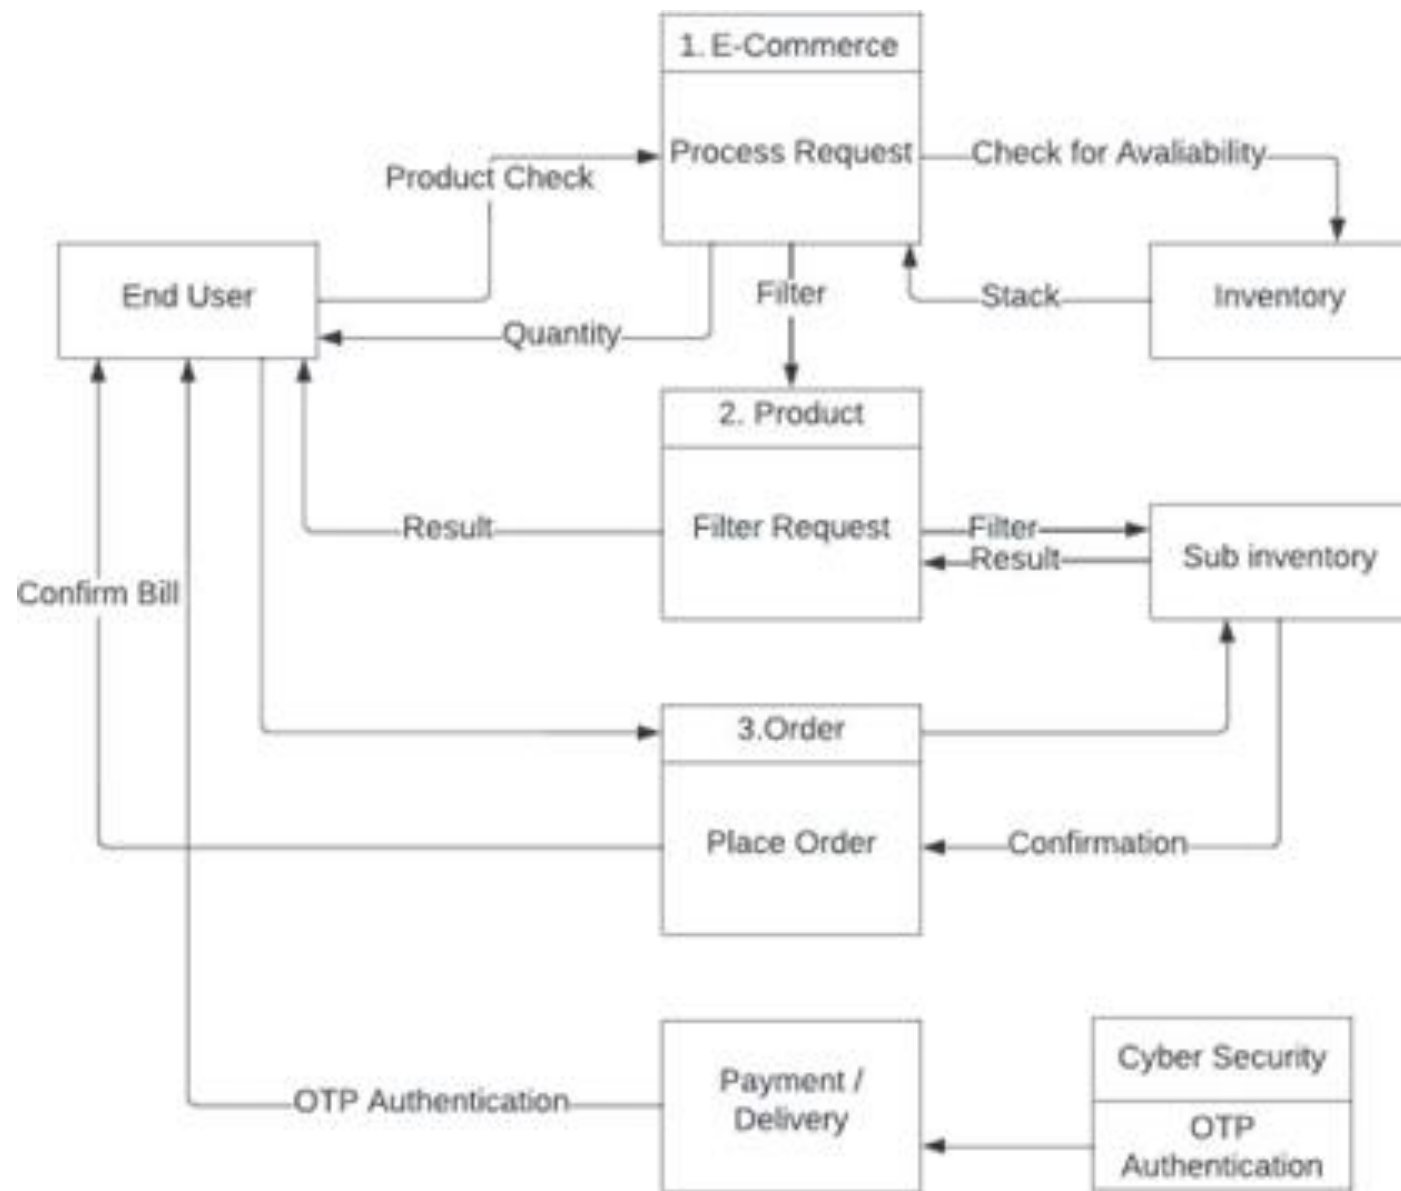 1. E-Commerce
Process Request
Check for Avaliability
Product Check
End User
Filter
Stack
Inventory
Quantity
2. Product
Result
Filter Request
Filter
Result
Sub inventory
Confirm Bill
3.Order
Place Order
Confirmation
Cyber Security
Payment /
Delivery
OTP Authentication
OTP
Authentication